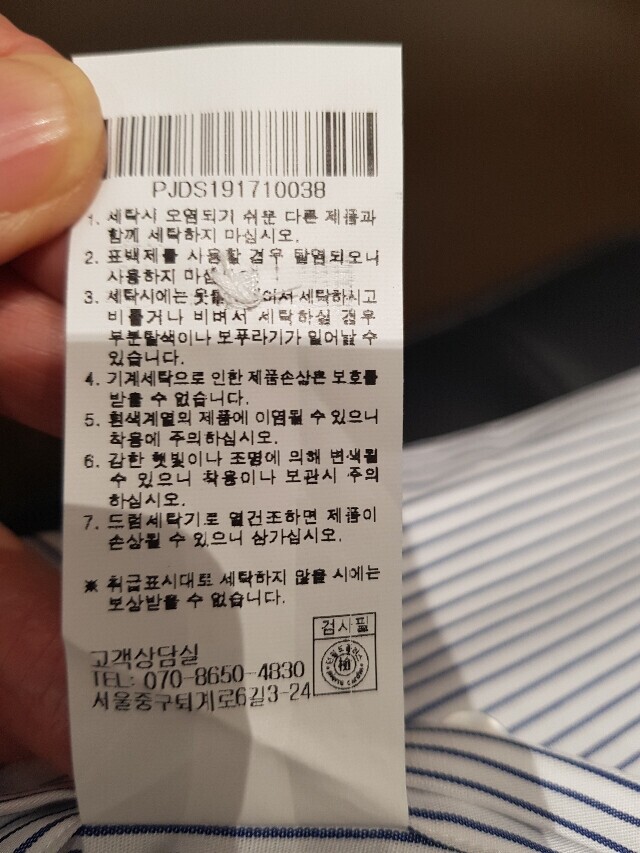 PJDS191710038
1. 세탁시 오염되기 쉬운 다른 제품과
함께 세탁하지 마십시오.
2. 표백제를 사용할 경우 탈염되오니
사용하지 마십
3. 세탁시에는 세탁하시고
비틀거나 비벼서 세탁하실 경우
부분탈색이나 보푸라기가 일어날 수
있습니다.
4. 기계세탁으로 인한 제품손상은 보호를
받을 수 없습니다.
5. 흰색계열의 제품에 이염될 수 있으니
착용에 주의하십시오.
6. 강한 햇빛이나 조명에 의해 변색될
수 있으니 착용이나 보관시 주의
하십시오.
7. 드럼세탁기로 열건조하면 제품이
손상될 수 있으니 삼가십시오.
※ 취급표시대로 세탁하지 않을 시에는
보상받을 수 없습니다.
검사필
고객상담실
TEL: 070-8650-4830
서울중구퇴계로6길3-24